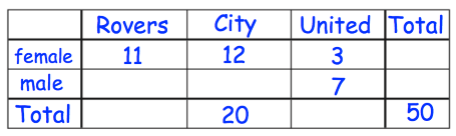 Rovers City United Total
female 11 12 3
male 7
Total 20 50